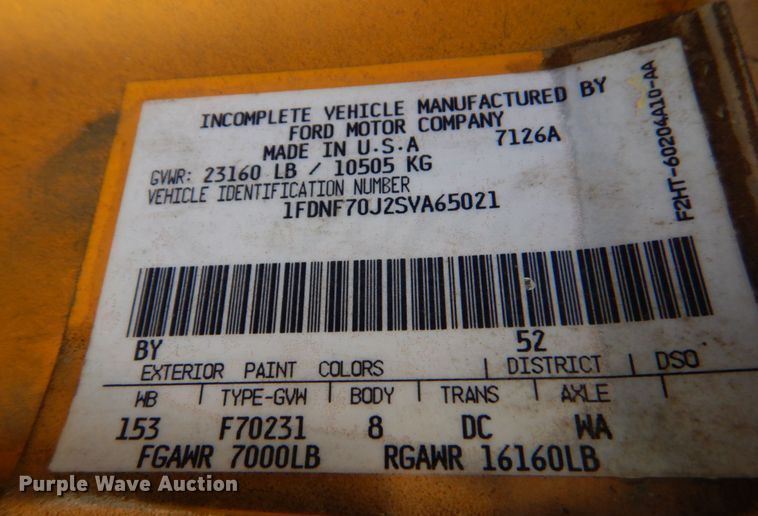 INCOMPLETE VEHICLE MANUFACTURED BY
FORD MOTOR COMPANY
MADE IN U.S.A 7126A
GVWR: 23160 LB / 10505 KG
VEHICLE IDENTIFICATION NUMBER
1FDNF70J2SVA65021
F2HT-60204A10-AA
BY 52
EXTERIOR PAINT COLORS | DISTRICT | DSO
WB | TYPE-GVW | BODY | TRANS | AXLE
153 F70231 8 DC WA
FGAWR 7000LB RGAWR 16160LB
Purple Wave Auction